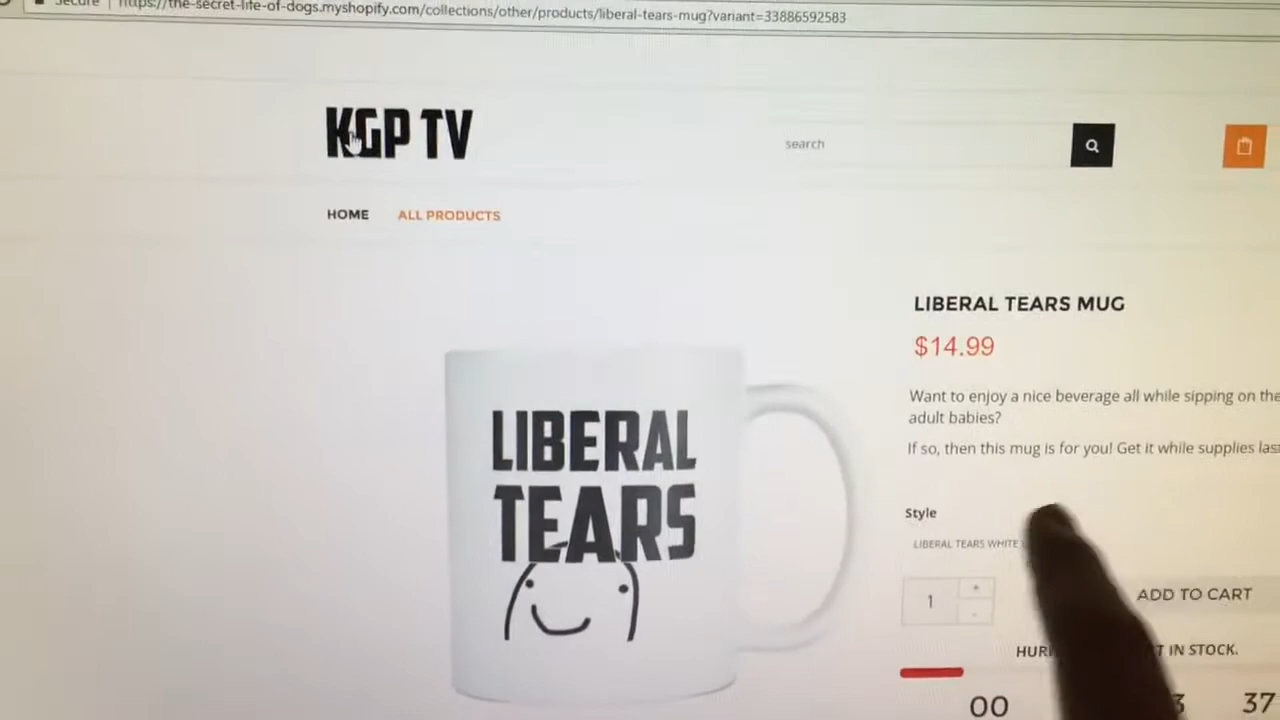 Secure | https://the-secret-life-of-dogs.myshopify.com/collections/other/products/liberal-tears-mug?variant=33886592583
KGP TV
search
HOME ALL PRODUCTS
LIBERAL TEARS MUG
$14.99
Want to enjoy a nice beverage all while sipping on the
adult babies?
If so, then this mug is for you! Get it while supplies
LIBERAL
TEARS
Style
LIBERAL TEARS WHITE
1 + -
ADD TO CART
IN STOCK.
00 37